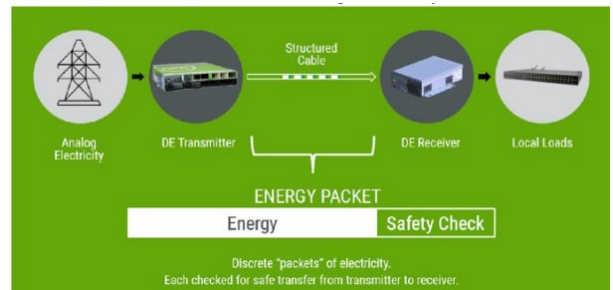 Structured
Cable
Analog
Electricity
DE Transmitter
DE Receiver
Local Loads
ENERGY PACKET
Energy
Safety Check
Discrete "packets" of electricity.
Each checked for safe transfer from transmitter to receiver.